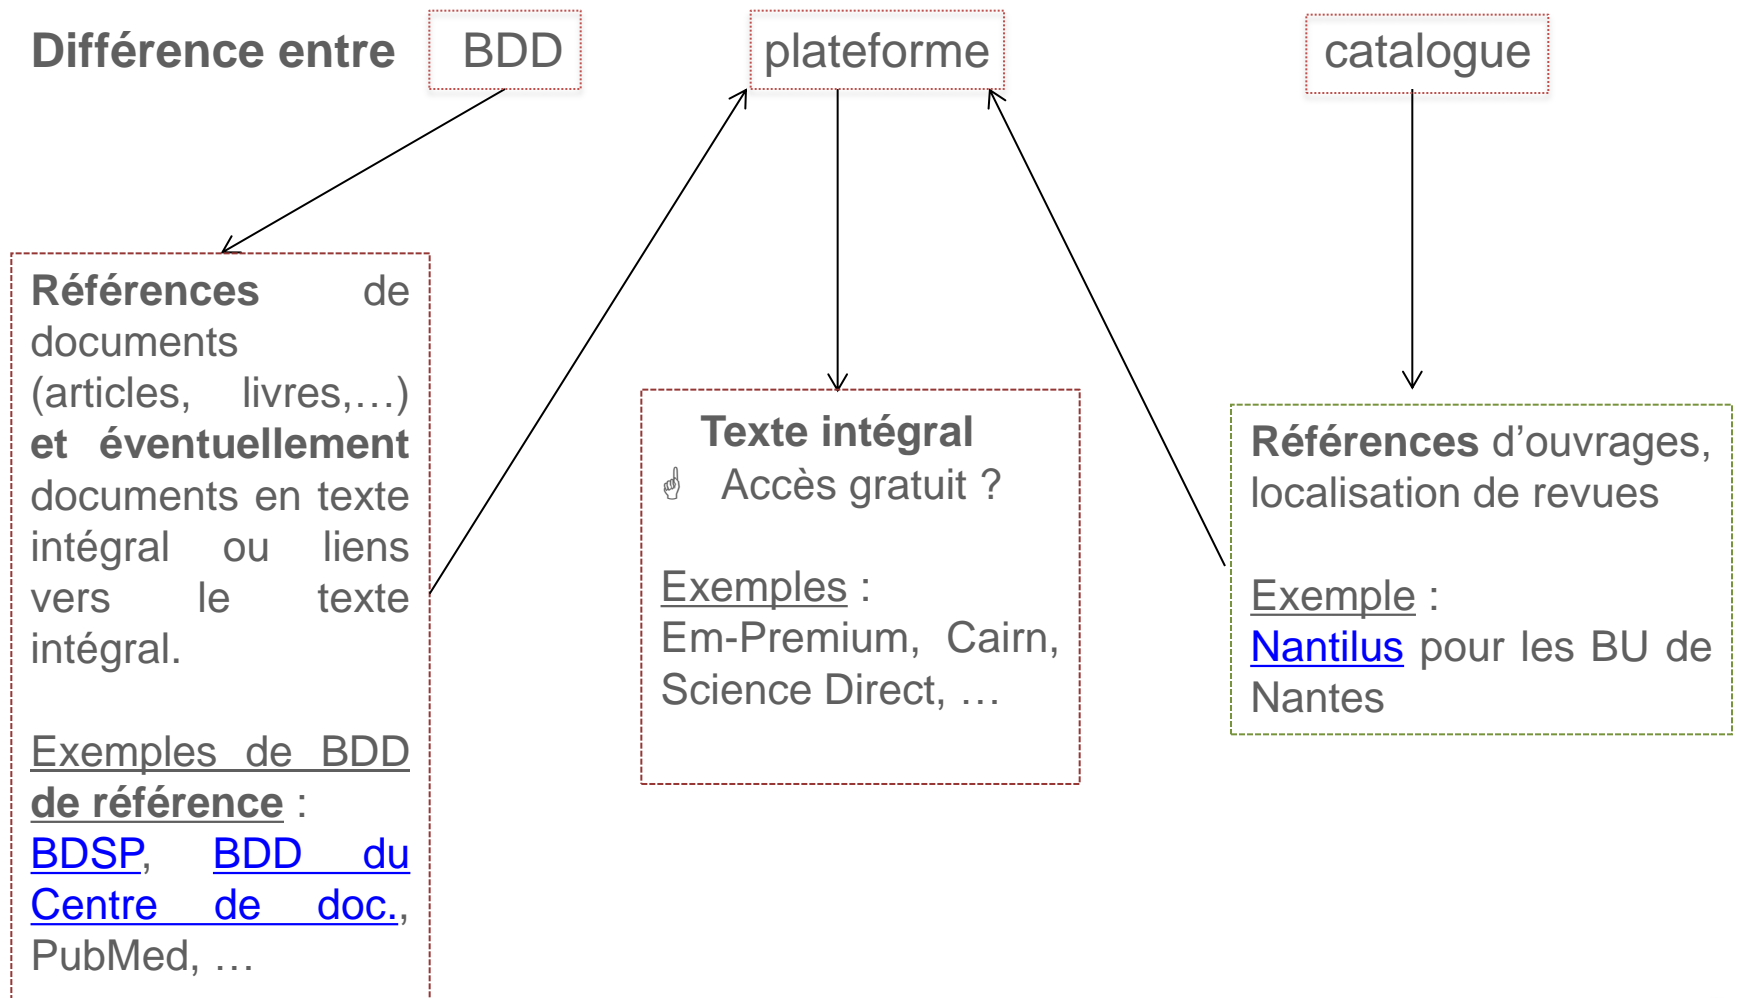 Différence entre BDD plateforme catalogue
Références de
documents
(articles, livres,…)
et éventuellement
documents en texte
intégral ou liens
vers le texte
intégral.
Exemples de BDD
de référence :
BDSP, BDD du
Centre de doc.,
PubMed, …
Texte intégral
☝ Accès gratuit ?
Exemples :
Em-Premium, Cairn,
Science Direct, …
Références d’ouvrages,
localisation de revues
Exemple :
Nantilus pour les BU de
Nantes